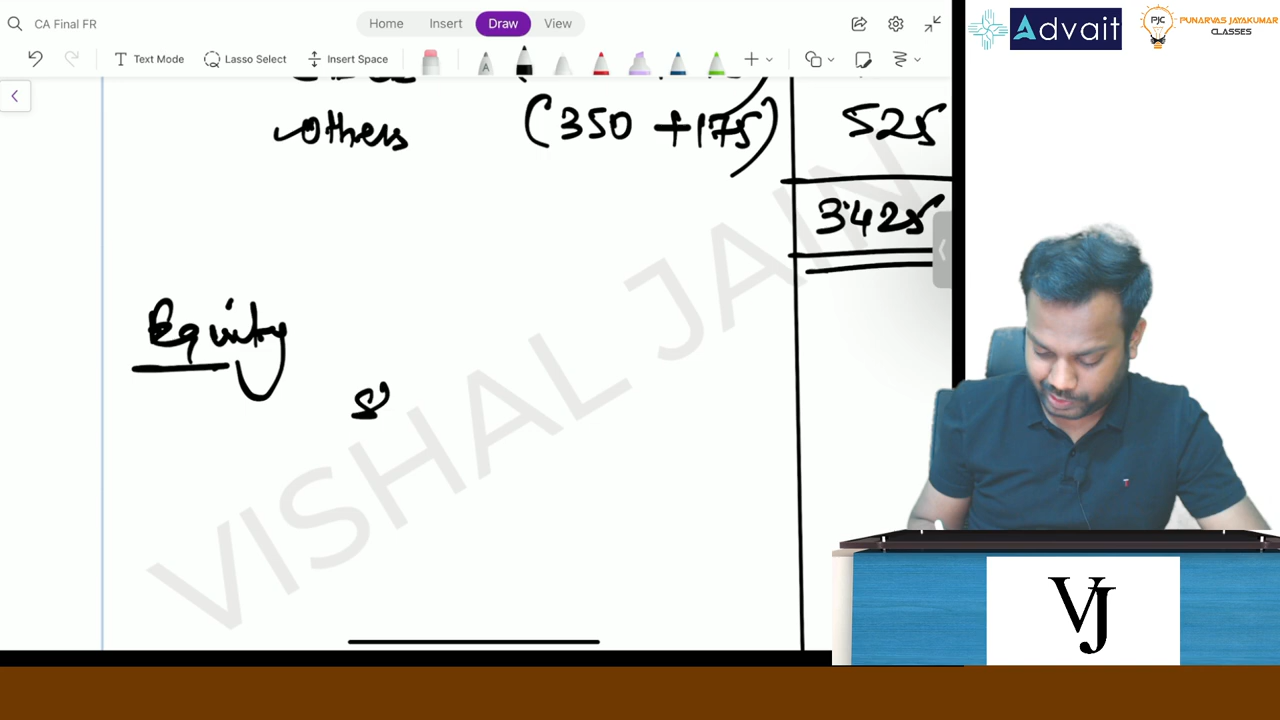 CA Final FR
Home Insert Draw View
Text Mode Lasso Select Insert Space
Advait
PJC
PUNARVAS JAYAKUMAR
CLASSES
others (350 + 175) 525
3425
Equity
S
VISHAL JAIN
VJ